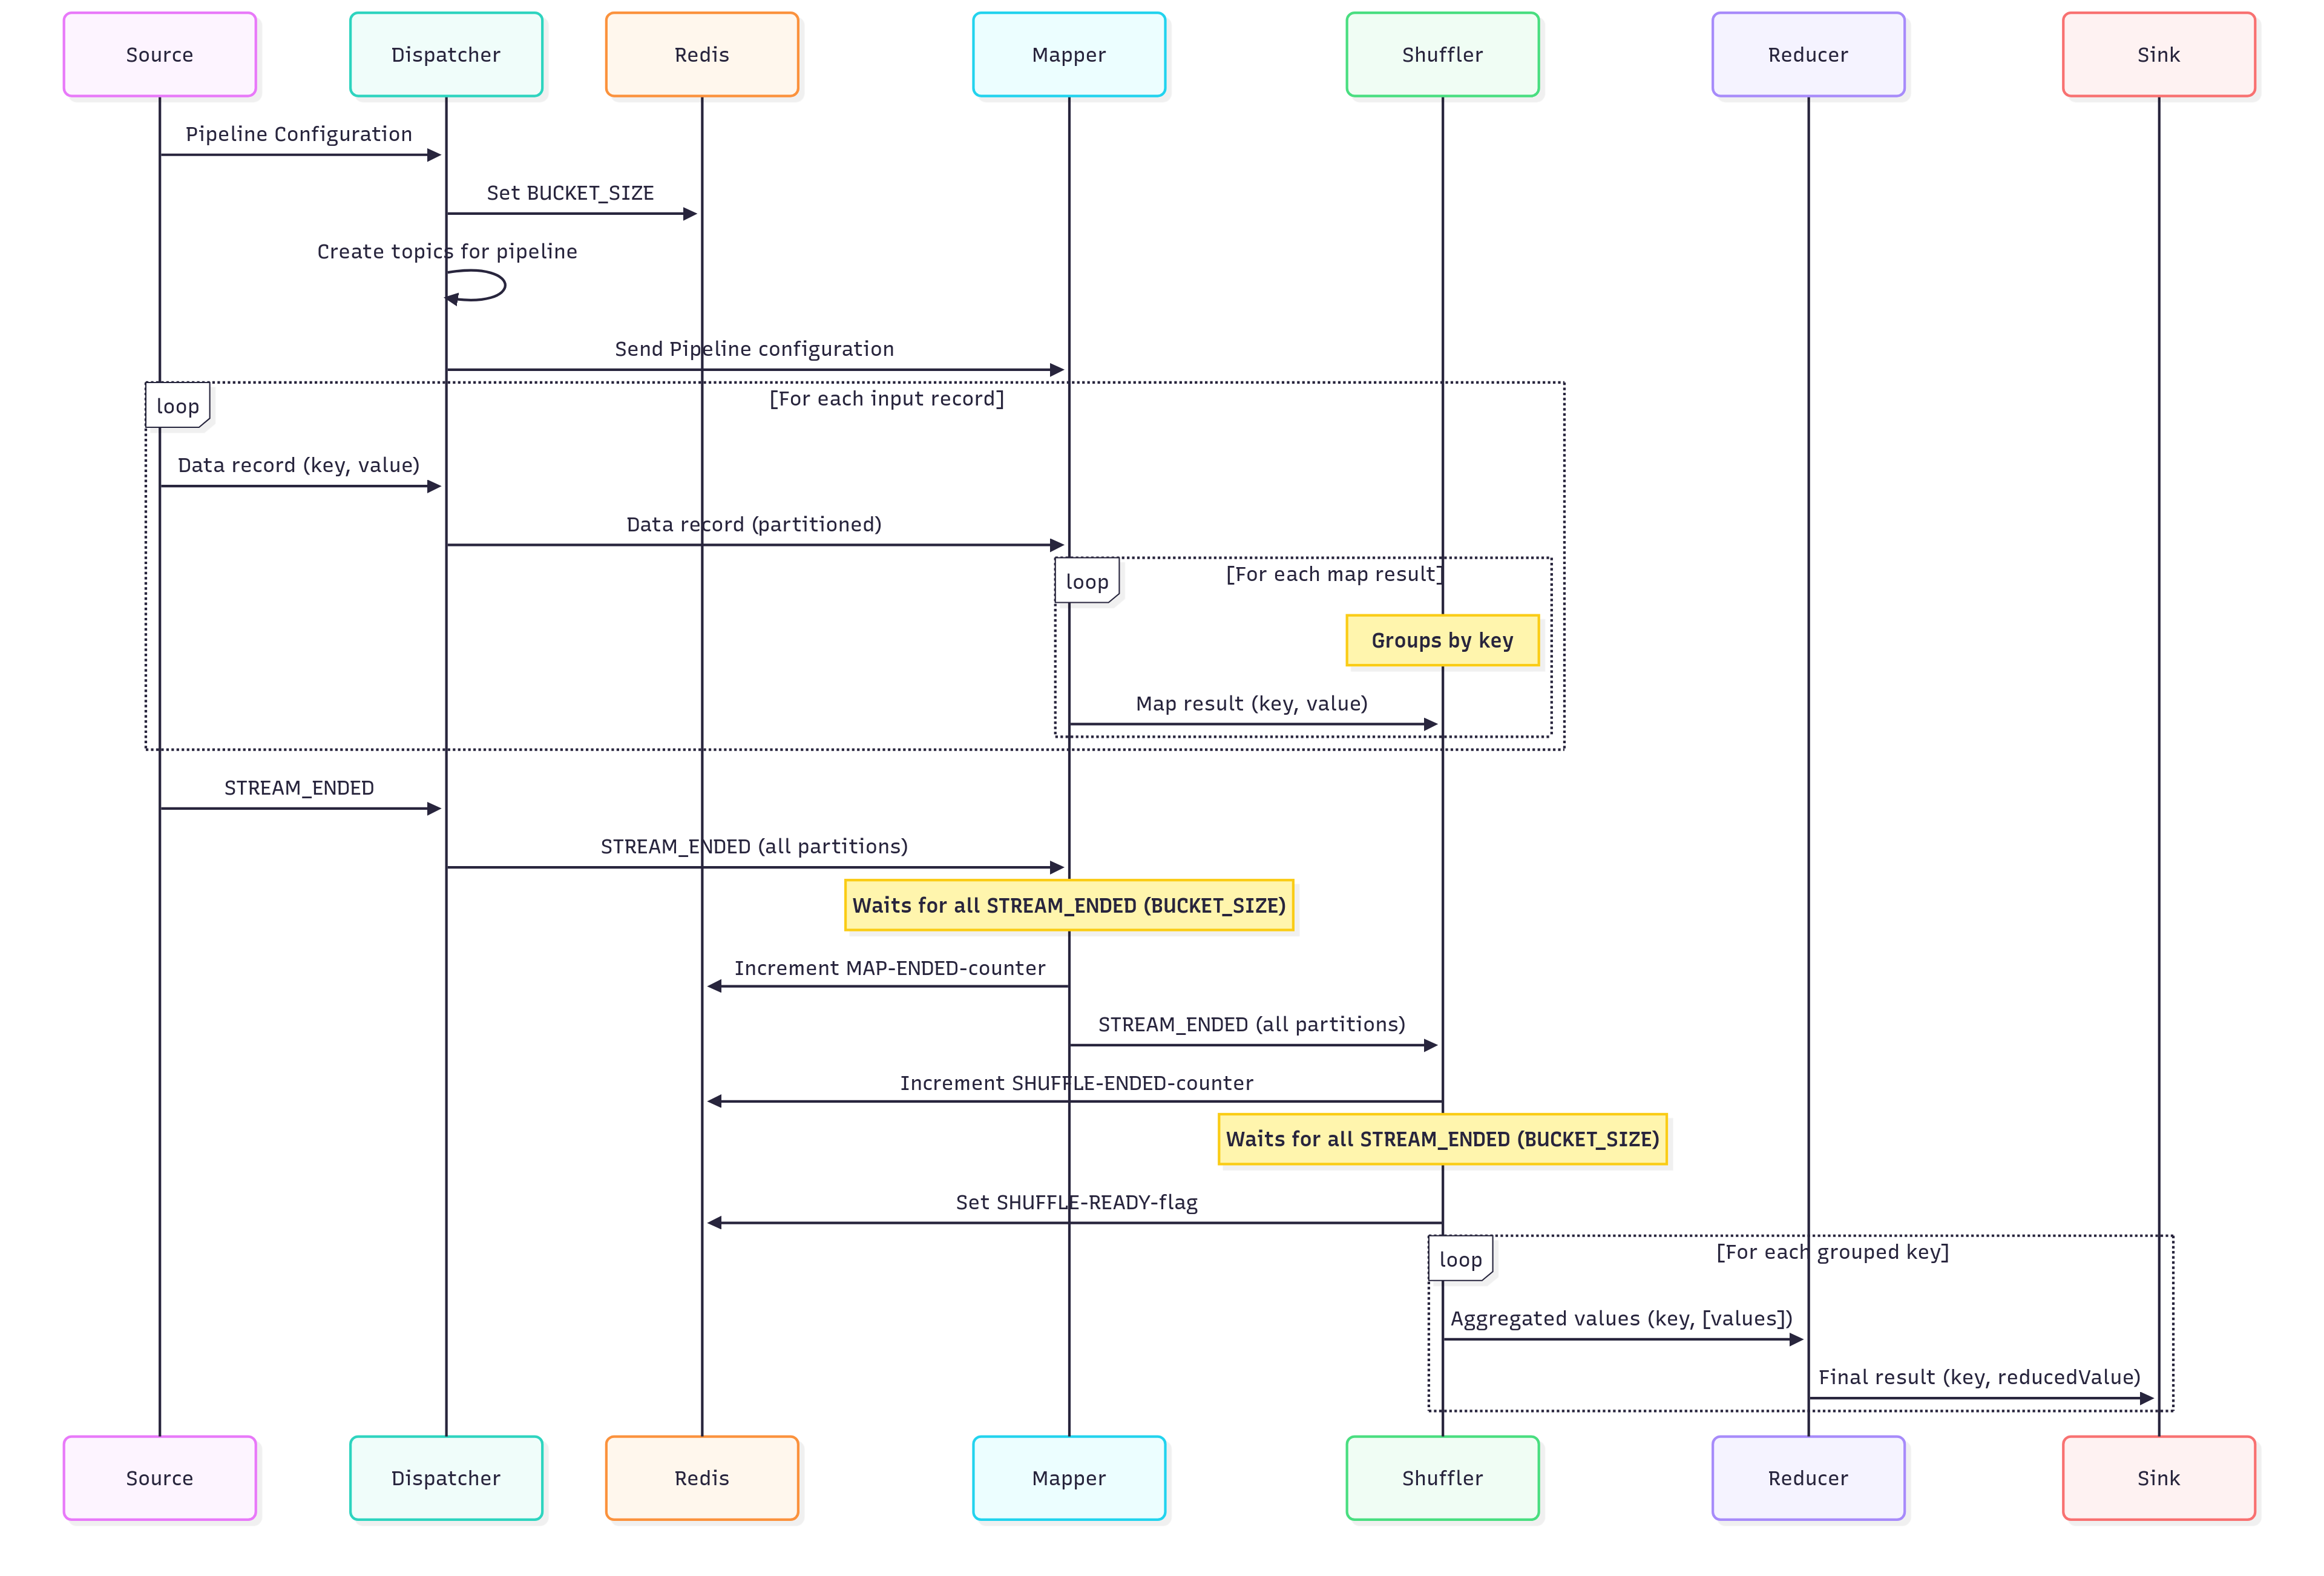 Source
Dispatcher
Redis
Mapper
Shuffler
Reducer
Sink
Pipeline Configuration
Set BUCKET_SIZE
Create topics for pipeline
Send Pipeline configuration
loop
[For each input record]
Data record (key, value)
Data record (partitioned)
loop
[For each map result]
Groups by key
Map result (key, value)
STREAM_ENDED
STREAM_ENDED (all partitions)
Waits for all STREAM_ENDED (BUCKET_SIZE)
Increment MAP-ENDED-counter
STREAM_ENDED (all partitions)
Increment SHUFFLE-ENDED-counter
Waits for all STREAM_ENDED (BUCKET_SIZE)
Set SHUFFLE-READY-flag
loop
[For each grouped key]
Aggregated values (key, [values])
Final result (key, reducedValue)
Source
Dispatcher
Redis
Mapper
Shuffler
Reducer
Sink